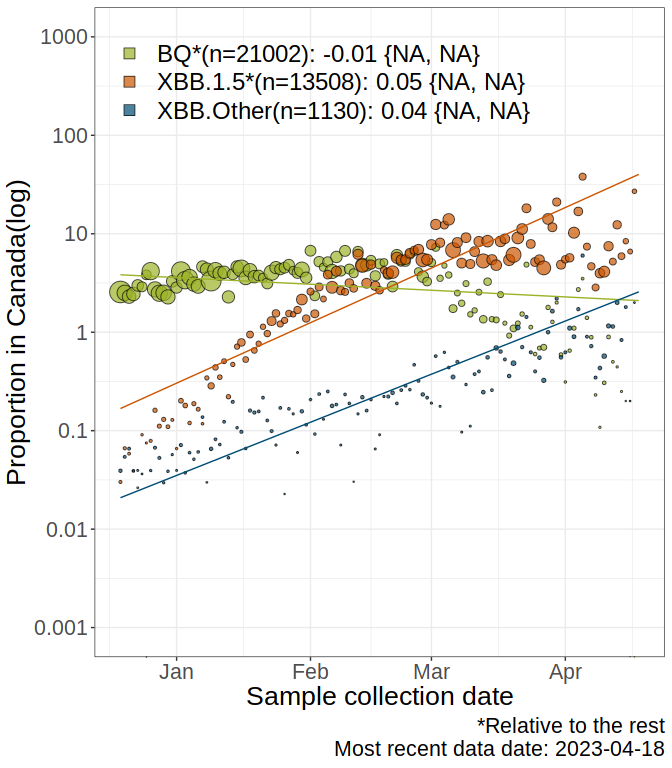 1000
100
10
1
0.1
0.01
0.001
Proportion in Canada(log)
BQ*(n=21002): -0.01 {NA, NA}
XBB.1.5*(n=13508): 0.05 {NA, NA}
XBB.Other(n=1130): 0.04 {NA, NA}
Jan Feb Mar Apr
Sample collection date
*Relative to the rest
Most recent data date: 2023-04-18